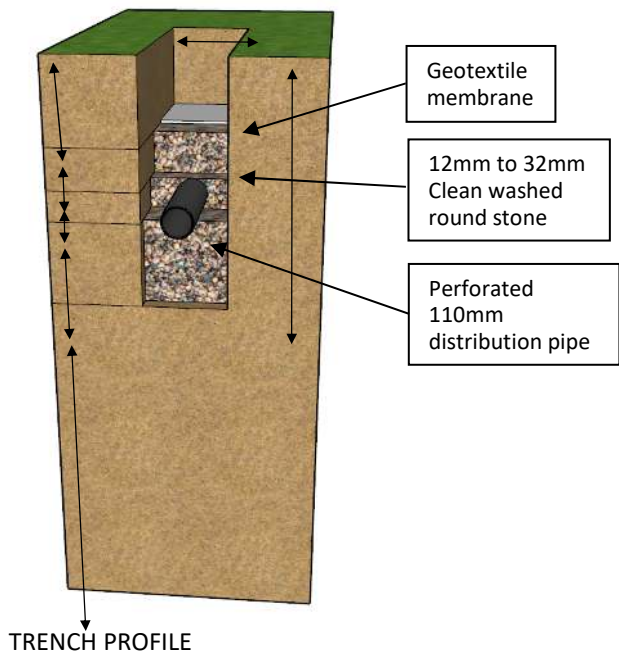 Geotextile
membrane
12mm to 32mm
Clean washed
round stone
Perforated
110mm
distribution pipe
TRENCH PROFILE